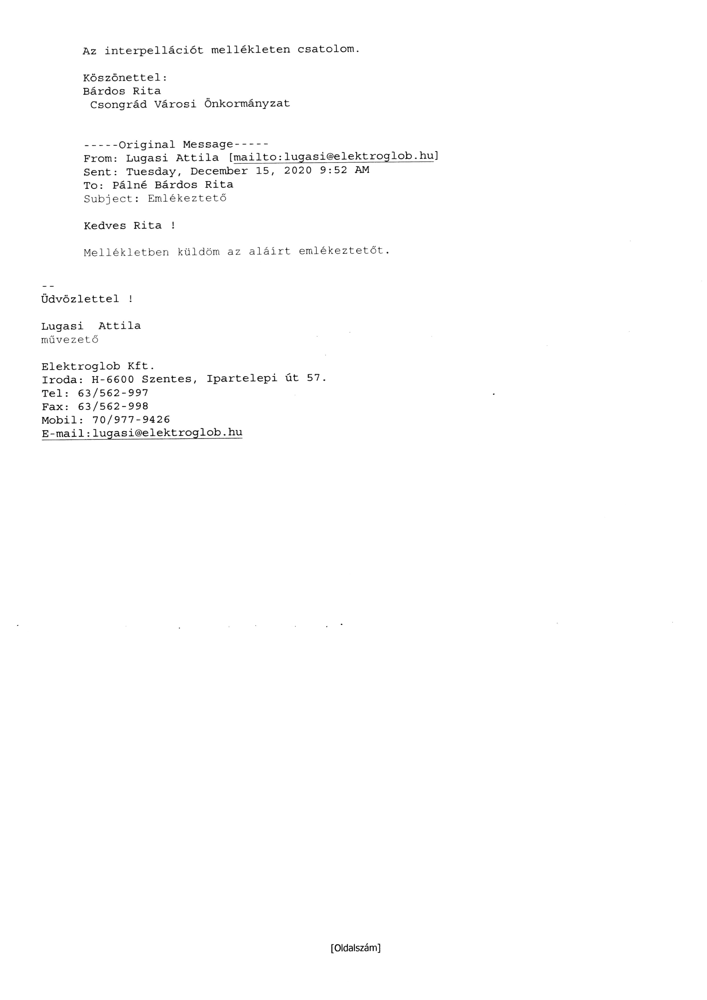 Az interpellációt mellékleten csatolom.
Köszönettel:
Bárdos Rita
Csongrád Városi Önkormányzat
-----Original Message-----
From: Lugasi Attila [mailto:lugasi@elektroglob.hu]
Sent: Tuesday, December 15, 2020 9:52 AM
To: Pálné Bárdos Rita
Subject: Emlékeztető
Kedves Rita !
Mellékletben küldöm az aláírt emlékeztetőt.
--
Üdvözlettel !
Lugasi  Attila
művezető
Elektroglob Kft.
Iroda: H-6600 Szentes, Ipartelepi út 57.
Tel: 63/562-997
Fax: 63/562-998
Mobil: 70/977-9426
E-mail:lugasi@elektroglob.hu
[Oldalszám]